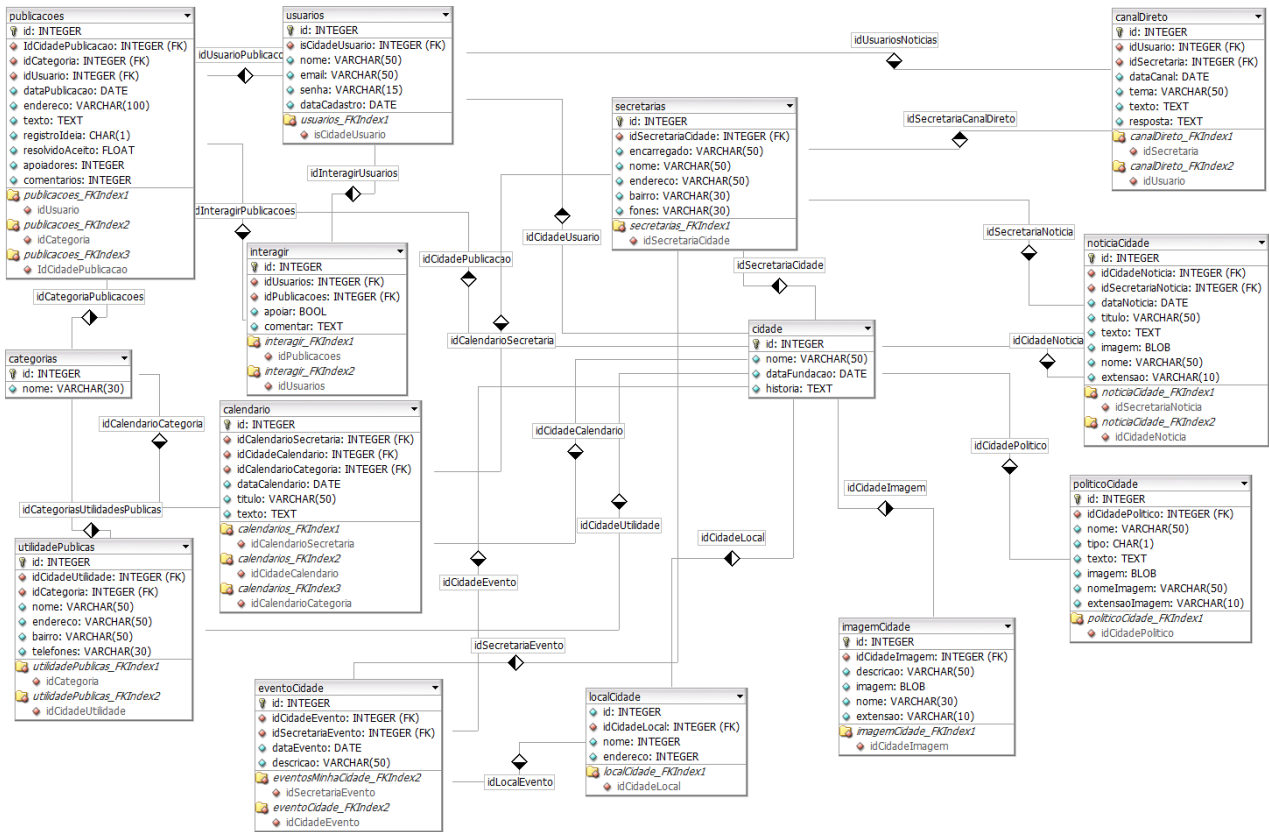 publicacoes
id: INTEGER
IdCidadePublicacao: INTEGER (FK)
idCategoria: INTEGER (FK)
idUsuario: INTEGER (FK)
dataPublicacao: DATE
endereco: VARCHAR(100)
texto: TEXT
registroIdeia: CHAR(1)
resolvidoAceito: FLOAT
apoiadores: INTEGER
comentarios: INTEGER
publicacoes_FKIndex1
idUsuario
publicacoes_FKIndex2
idCategoria
publicacoes_FKIndex3
IdCidadePublicacao
idUsuarioPublicacc
usuarios
id: INTEGER
isCidadeUsuario: INTEGER (FK)
nome: VARCHAR(50)
email: VARCHAR(50)
senha: VARCHAR(15)
dataCadastro: DATE
usuarios_FKIndex1
isCidadeUsuario
idUsuariosNoticias
canalDireto
id: INTEGER
idUsuario: INTEGER (FK)
idSecretaria: INTEGER (FK)
dataCanal: DATE
tema: VARCHAR(50)
texto: TEXT
resposta: TEXT
canalDireto_FKIndex1
idSecretaria
canalDireto_FKIndex2
idUsuario
secretarias
id: INTEGER
idSecretariaCidade: INTEGER (FK)
encarregado: VARCHAR(50)
nome: VARCHAR(50)
endereco: VARCHAR(50)
bairro: VARCHAR(30)
fones: VARCHAR(30)
secretarias_FKIndex1
idSecretariaCidade
idSecretariaCanalDireto
idInteragirUsuarios
dInteragirPublicacoes
idCidadeUsuario
idCidadePublicacao
idSecretariaNoticia
idSecretariaCidade
interagir
id: INTEGER
idUsuarios: INTEGER (FK)
idPublicacoes: INTEGER (FK)
apoiar: BOOL
comentar: TEXT
interagir_FKIndex1
idPublicacoes
interagir_FKIndex2
idUsuarios
noticiaCidade
id: INTEGER
idCidadeNoticia: INTEGER (FK)
idSecretariaNoticia: INTEGER (FK)
dataNoticia: DATE
titulo: VARCHAR(50)
texto: TEXT
imagem: BLOB
nome: VARCHAR(50)
extensao: VARCHAR(10)
noticiaCidade_FKIndex1
idSecretariaNoticia
noticiaCidade_FKIndex2
idCidadeNoticia
idCategoriaPublicacoes
idCalendarioSecretaria
idCidadeNoticia
cidade
id: INTEGER
nome: VARCHAR(50)
dataFundacao: DATE
historia: TEXT
categorias
id: INTEGER
nome: VARCHAR(30)
idCalendarioCategoria
calendario
id: INTEGER
idCalendarioSecretaria: INTEGER (FK)
idCidadeCalendario: INTEGER (FK)
idCalendarioCategoria: INTEGER (FK)
dataCalendario: DATE
titulo: VARCHAR(50)
texto: TEXT
calendarios_FKIndex1
idCalendarioSecretaria
calendarios_FKIndex2
idCidadeCalendario
calendarios_FKIndex3
idCalendarioCategoria
idCidadeCalendario
idCidadePolitico
idCidadeImagem
politicoCidade
id: INTEGER
idCidadePolitico: INTEGER (FK)
nome: VARCHAR(50)
tipo: CHAR(1)
texto: TEXT
imagem: BLOB
nomeImagem: VARCHAR(50)
extensaoImagem: VARCHAR(10)
politicoCidade_FKIndex1
idCidadePolitico
idCategoriasUtilidadesPublicas
idCidadeUtilidade
idCidadeLocal
utilidadePublicas
id: INTEGER
idCidadeUtilidade: INTEGER (FK)
idCategoria: INTEGER (FK)
nome: VARCHAR(50)
endereco: VARCHAR(50)
bairro: VARCHAR(50)
telefones: VARCHAR(30)
utilidadePublicas_FKIndex1
idCategoria
utilidadePublicas_FKIndex2
idCidadeUtilidade
idCidadeEvento
idSecretariaEvento
imagemCidade
id: INTEGER
idCidadeImagem: INTEGER (FK)
descricao: VARCHAR(50)
imagem: BLOB
nome: VARCHAR(30)
extensao: VARCHAR(10)
imagemCidade_FKIndex1
idCidadeImagem
eventoCidade
id: INTEGER
idCidadeEvento: INTEGER (FK)
idSecretariaEvento: INTEGER (FK)
dataEvento: DATE
descricao: VARCHAR(50)
eventosMinhaCidade_FKIndex2
idSecretariaEvento
eventoCidade_FKIndex2
idCidadeEvento
idLocalEvento
localCidade
id: INTEGER
idCidadeLocal: INTEGER (FK)
nome: INTEGER
endereco: INTEGER
localCidade_FKIndex1
idCidadeLocal